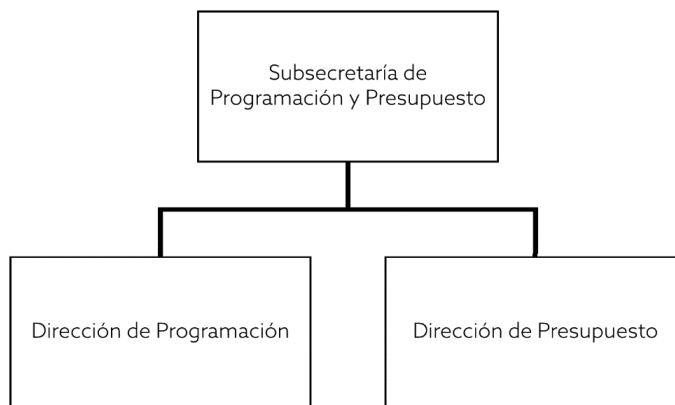 Subsecretaría de
Programación y Presupuesto
Dirección de Programación
Dirección de Presupuesto